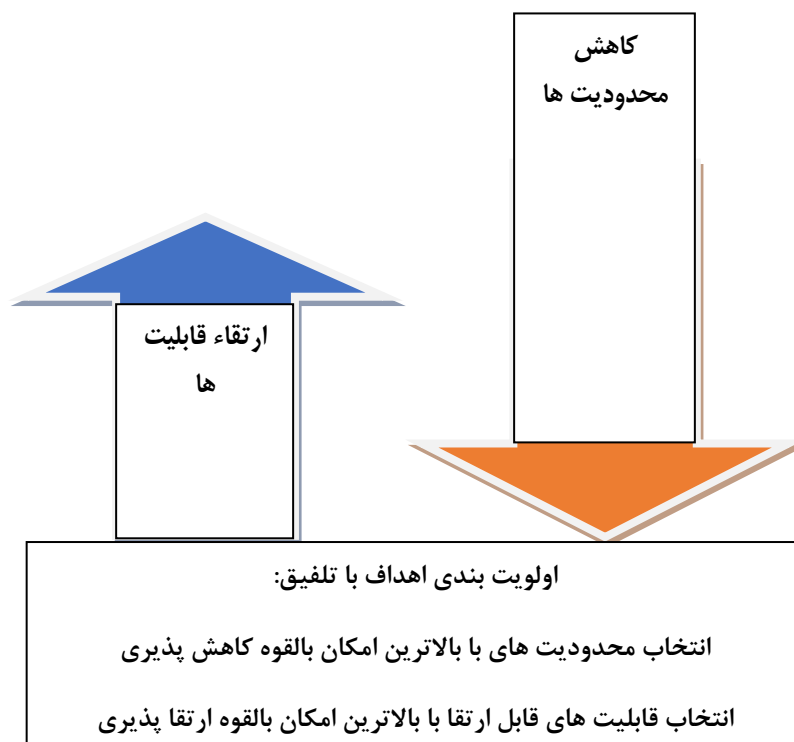 کاهش
محدودیت ها
ارتقاء قابلیت
ها
اولویت بندی اهداف با تلفیق:
انتخاب محدودیت های با بالاترین امکان بالقوه کاهش پذیری
انتخاب قابلیت های قابل ارتقا با بالاترین امکان بالقوه ارتقا پذیری